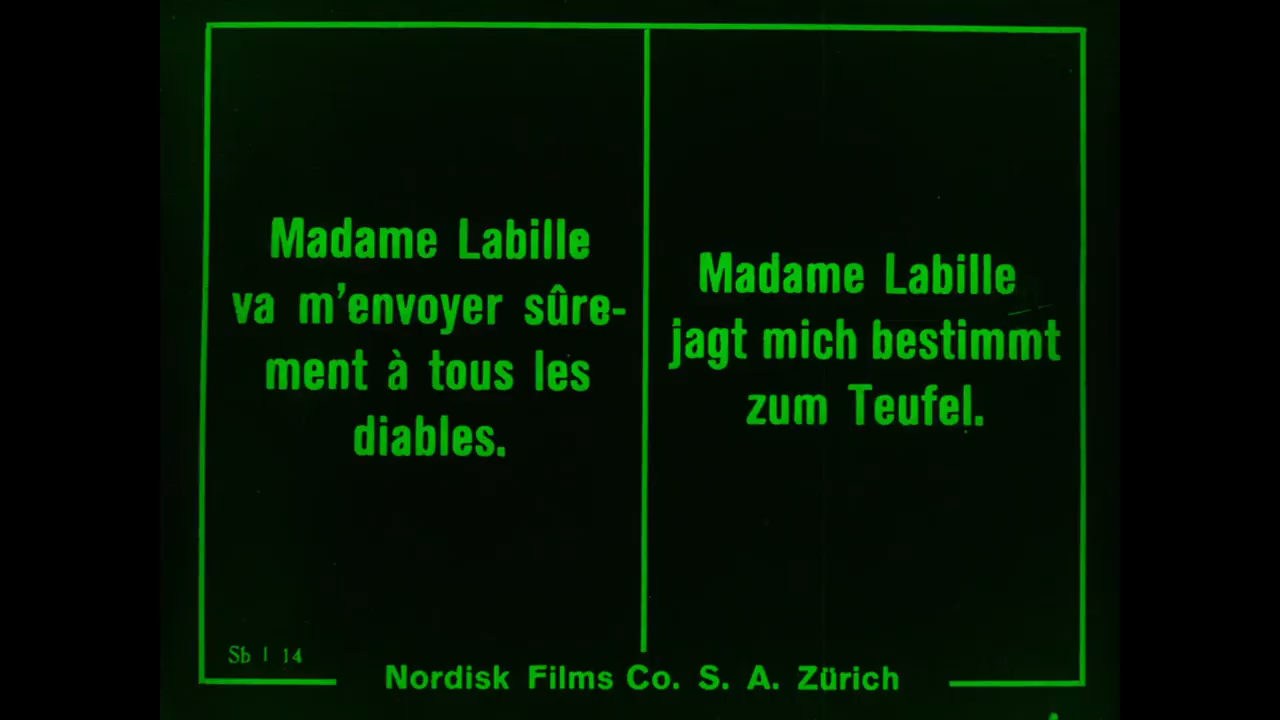 Madame Labille
va m'envoyer sûre-
ment à tous les
diables.
Madame Labille
jagt mich bestimmt
zum Teufel.
Sb I 14
Nordisk Films Co. S. A. Zürich